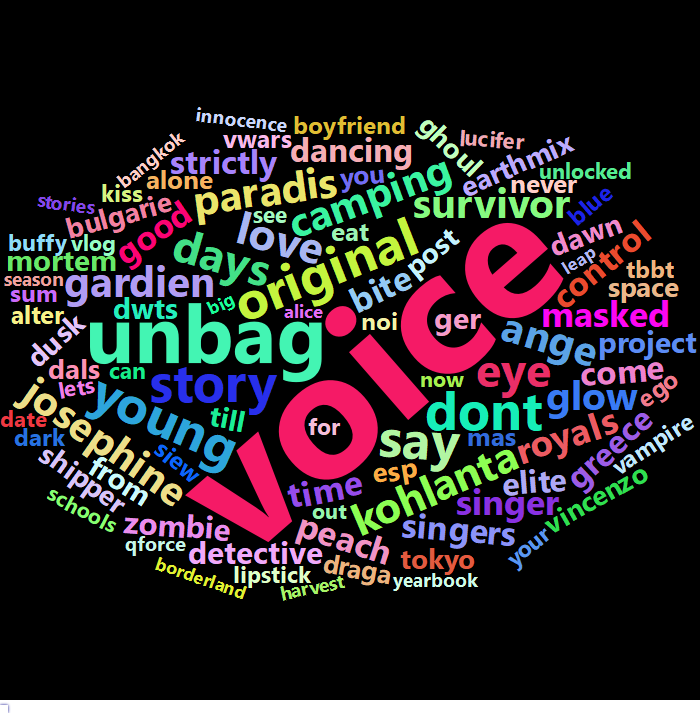 innocence
boyfriend
vwars
ghoul
lucifer
bangkok
strictly
dancing
earthmix
unlocked
alone
you
never
kiss
paradis
camping
stories
bulgarie
good
see
survivor
blue
buffy
vlog
love
eat
dawn
mortem
days
original
post
leap
control
tbbt
season
gardien
bite
space
sum
alter
dwts
big
alice
noi
ger
masked
dusk
unbag
voice
ange
project
dals
can
story
eye
come
lets
now
glow
ego
josephine
young
till
for
dont
date
dark
say
mas
royals
greece
vampire
siew
shipper
from
esp
kohlanta
elite
vincenzo
time
singer
schools
zombie
out
peach
singers
your
qforce
detective
tokyo
borderland
lipstick
draga
yearbook
harvest